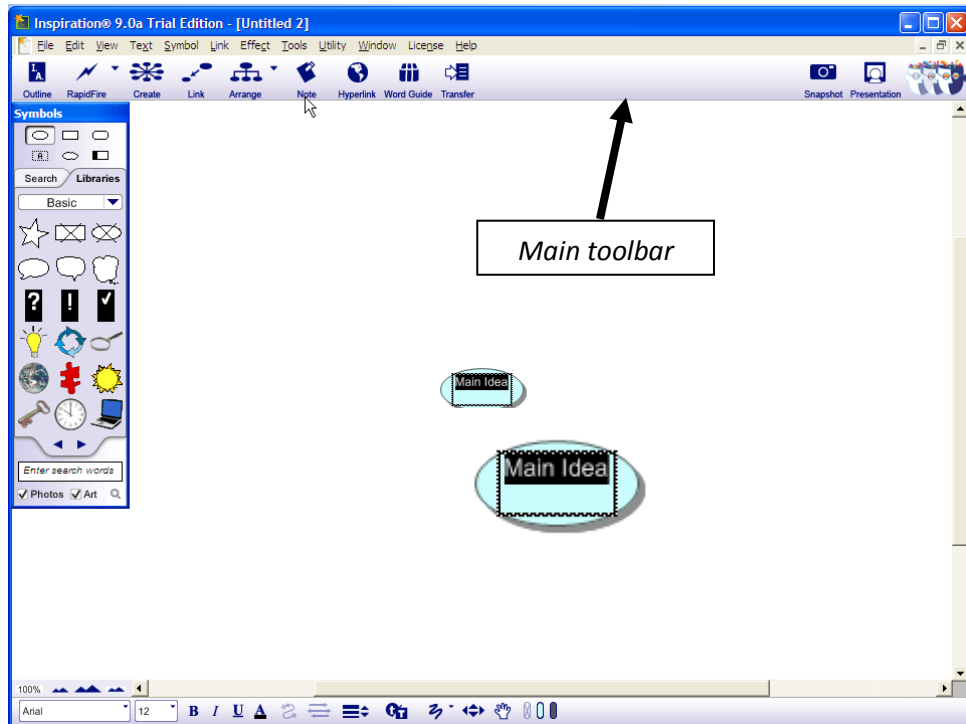 Inspiration® 9.0a Trial Edition - [Untitled 2]
File Edit View Text Symbol Link Effect Tools Utility Window License Help
Outline RapidFire Create Link Arrange Note Hyperlink Word Guide Transfer Snapshot Presentation
Symbols
A
Search Libraries
Basic
? !
Main toolbar
Main Idea
Main Idea
Enter search words
Photos Art
100%
Arial 12 B I U A